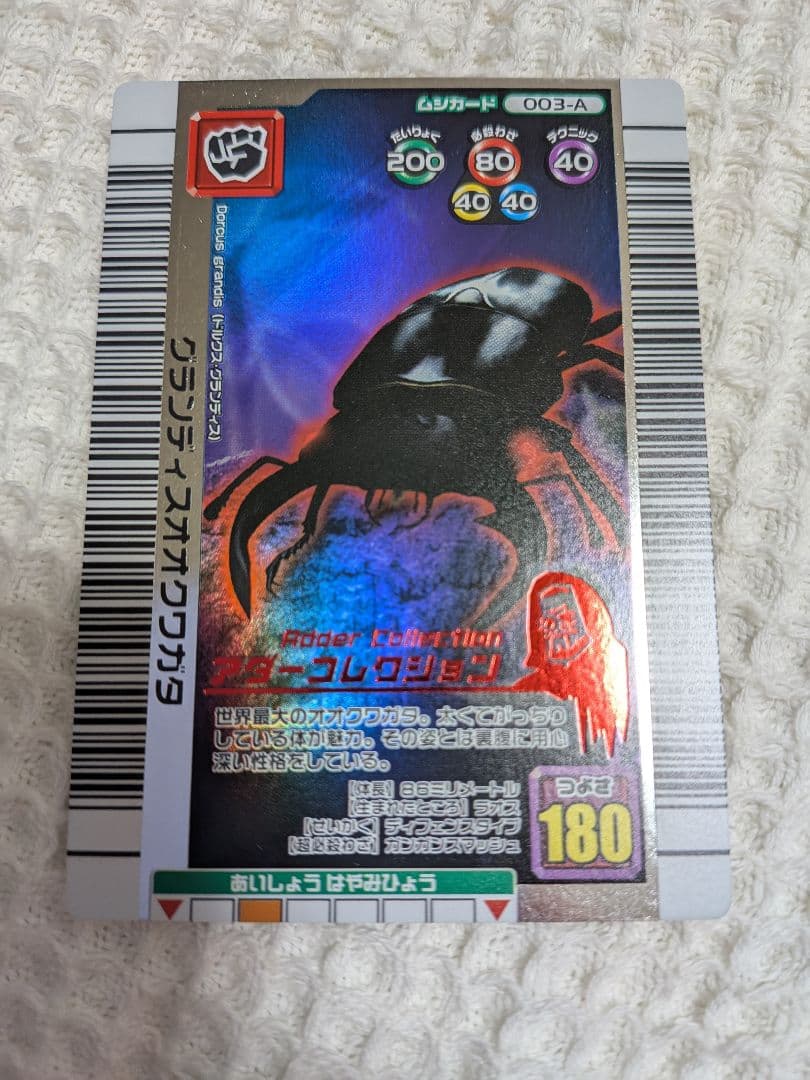 ムシカード 003-A
たいりょく 必殺わざ テクニック
200 80 40
40 40
Dorcus grandis (ドルクス・グランディス)
グランディスオオクワガタ
Adder Collection
アダーコレクション
世界最大のオオクワガタ。太くてがっちり
している体が魅力。その姿とは裏腹に用心
深い性格をしている。
【体長】 86ミリメートル
【生まれたところ】 ラオス
【せいかく】 ディフェンスタイプ
【超必殺わざ】 ガンガンスマッシュ
つよさ
180
あいしょう はやみひょう